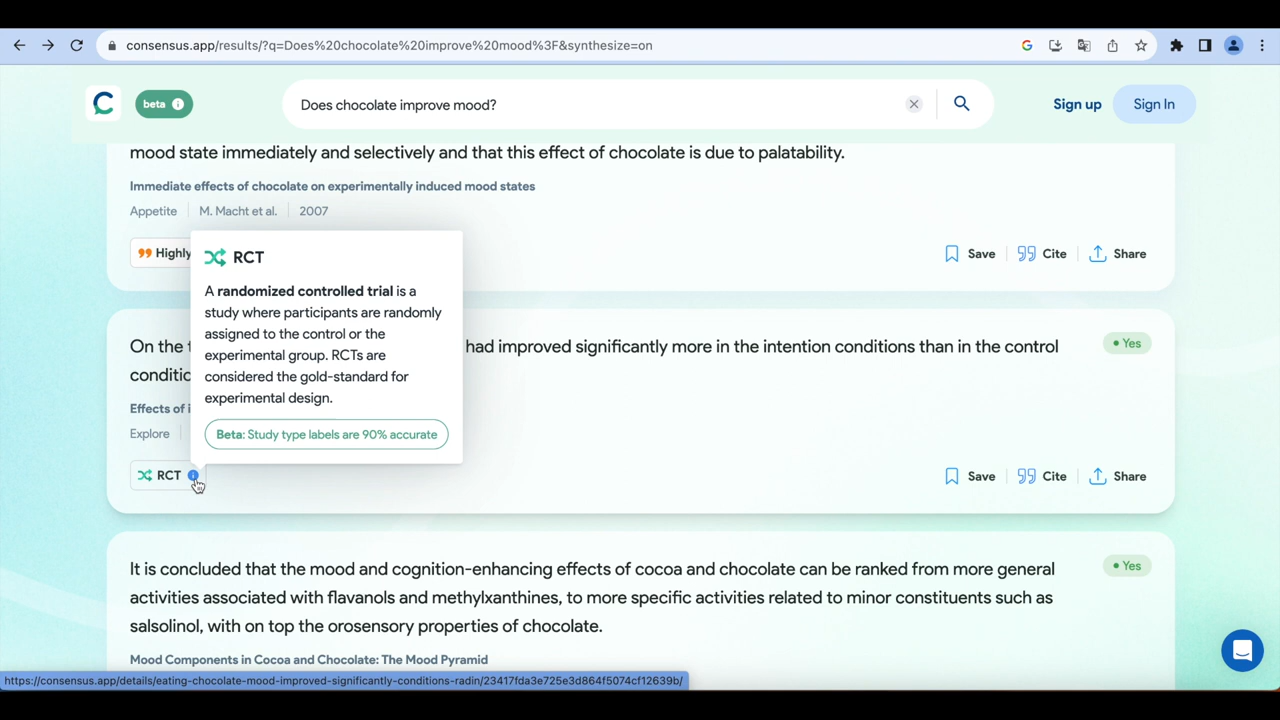 consensus.app/results/?q=Does%20chocolate%20improve%20mood%3F&synthesize=on
beta
Does chocolate improve mood?
Sign up
Sign In
mood state immediately and selectively and that this effect of chocolate is due to palatability.
Immediate effects of chocolate on experimentally induced mood states
Appetite M. Macht et al. 2007
Highly
Save Cite Share
RCT
A randomized controlled trial is a
study where participants are randomly
assigned to the control or the
experimental group. RCTs are
considered the gold-standard for
experimental design.
Beta: Study type labels are 90% accurate
On the had improved significantly more in the intention conditions than in the control
Yes
Effects of
Explore
RCT
Save Cite Share
It is concluded that the mood and cognition-enhancing effects of cocoa and chocolate can be ranked from more general
Yes
activities associated with flavanols and methylxanthines, to more specific activities related to minor constituents such as
salsolinol, with on top the orosensory properties of chocolate.
Mood Components in Cocoa and Chocolate: The Mood Pyramid
https://consensus.app/details/eating-chocolate-mood-improved-significantly-conditions-radin/23417fda3e725e3d864f5074cf12639b/